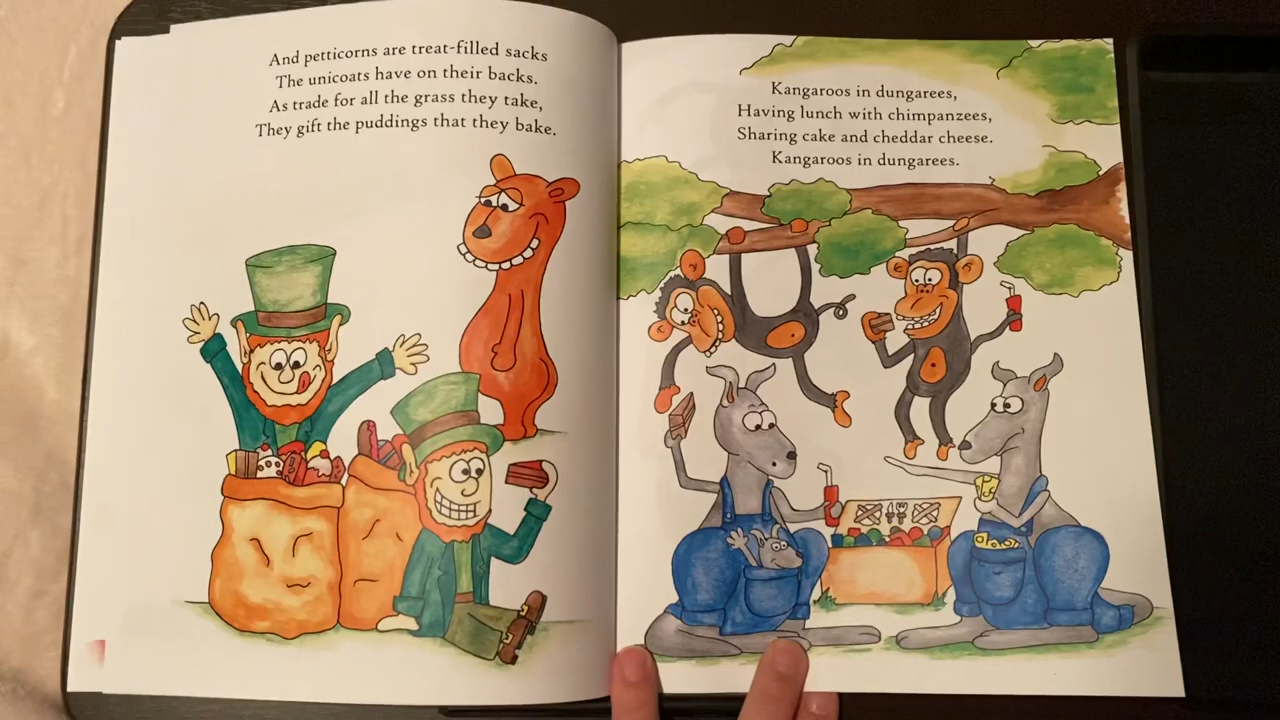 And petticorns are treat-filled sacks
The unicoats have on their backs.
As trade for all the grass they take,
They gift the puddings that they bake.
Kangaroos in dungarees,
Having lunch with chimpanzees,
Sharing cake and cheddar cheese.
Kangaroos in dungarees.